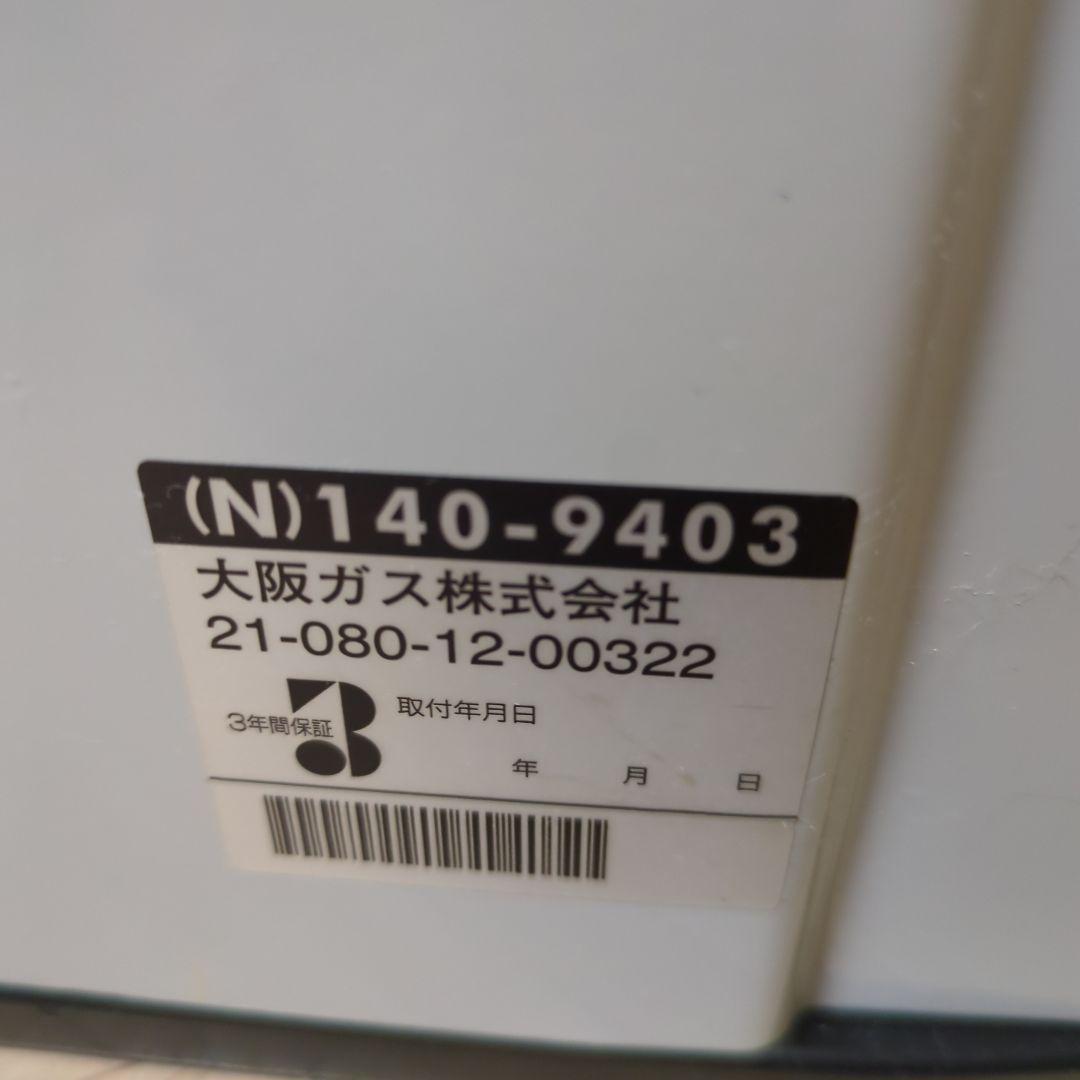 (N)140-9403
大阪ガス株式会社
21-080-12-00322
3年間保証
取付年月日
年 月 日